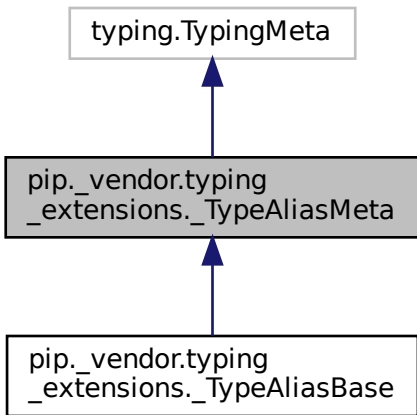 typing.TypingMeta
pip._vendor.typing
_extensions._TypeAliasMeta
pip._vendor.typing
_extensions._TypeAliasBase